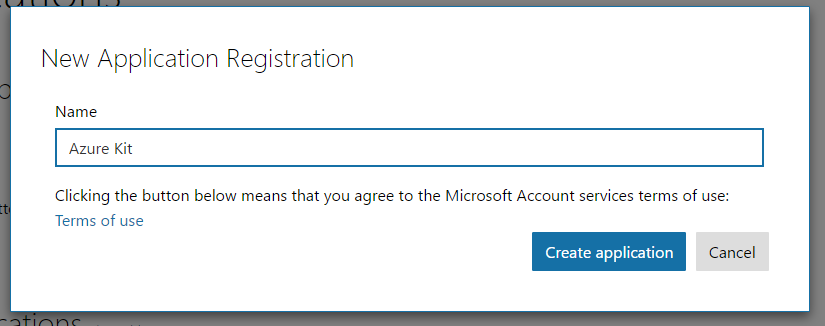 New Application Registration
Name
Azure Kit
Clicking the button below means that you agree to the Microsoft Account services terms of use:
Terms of use
Create application
Cancel